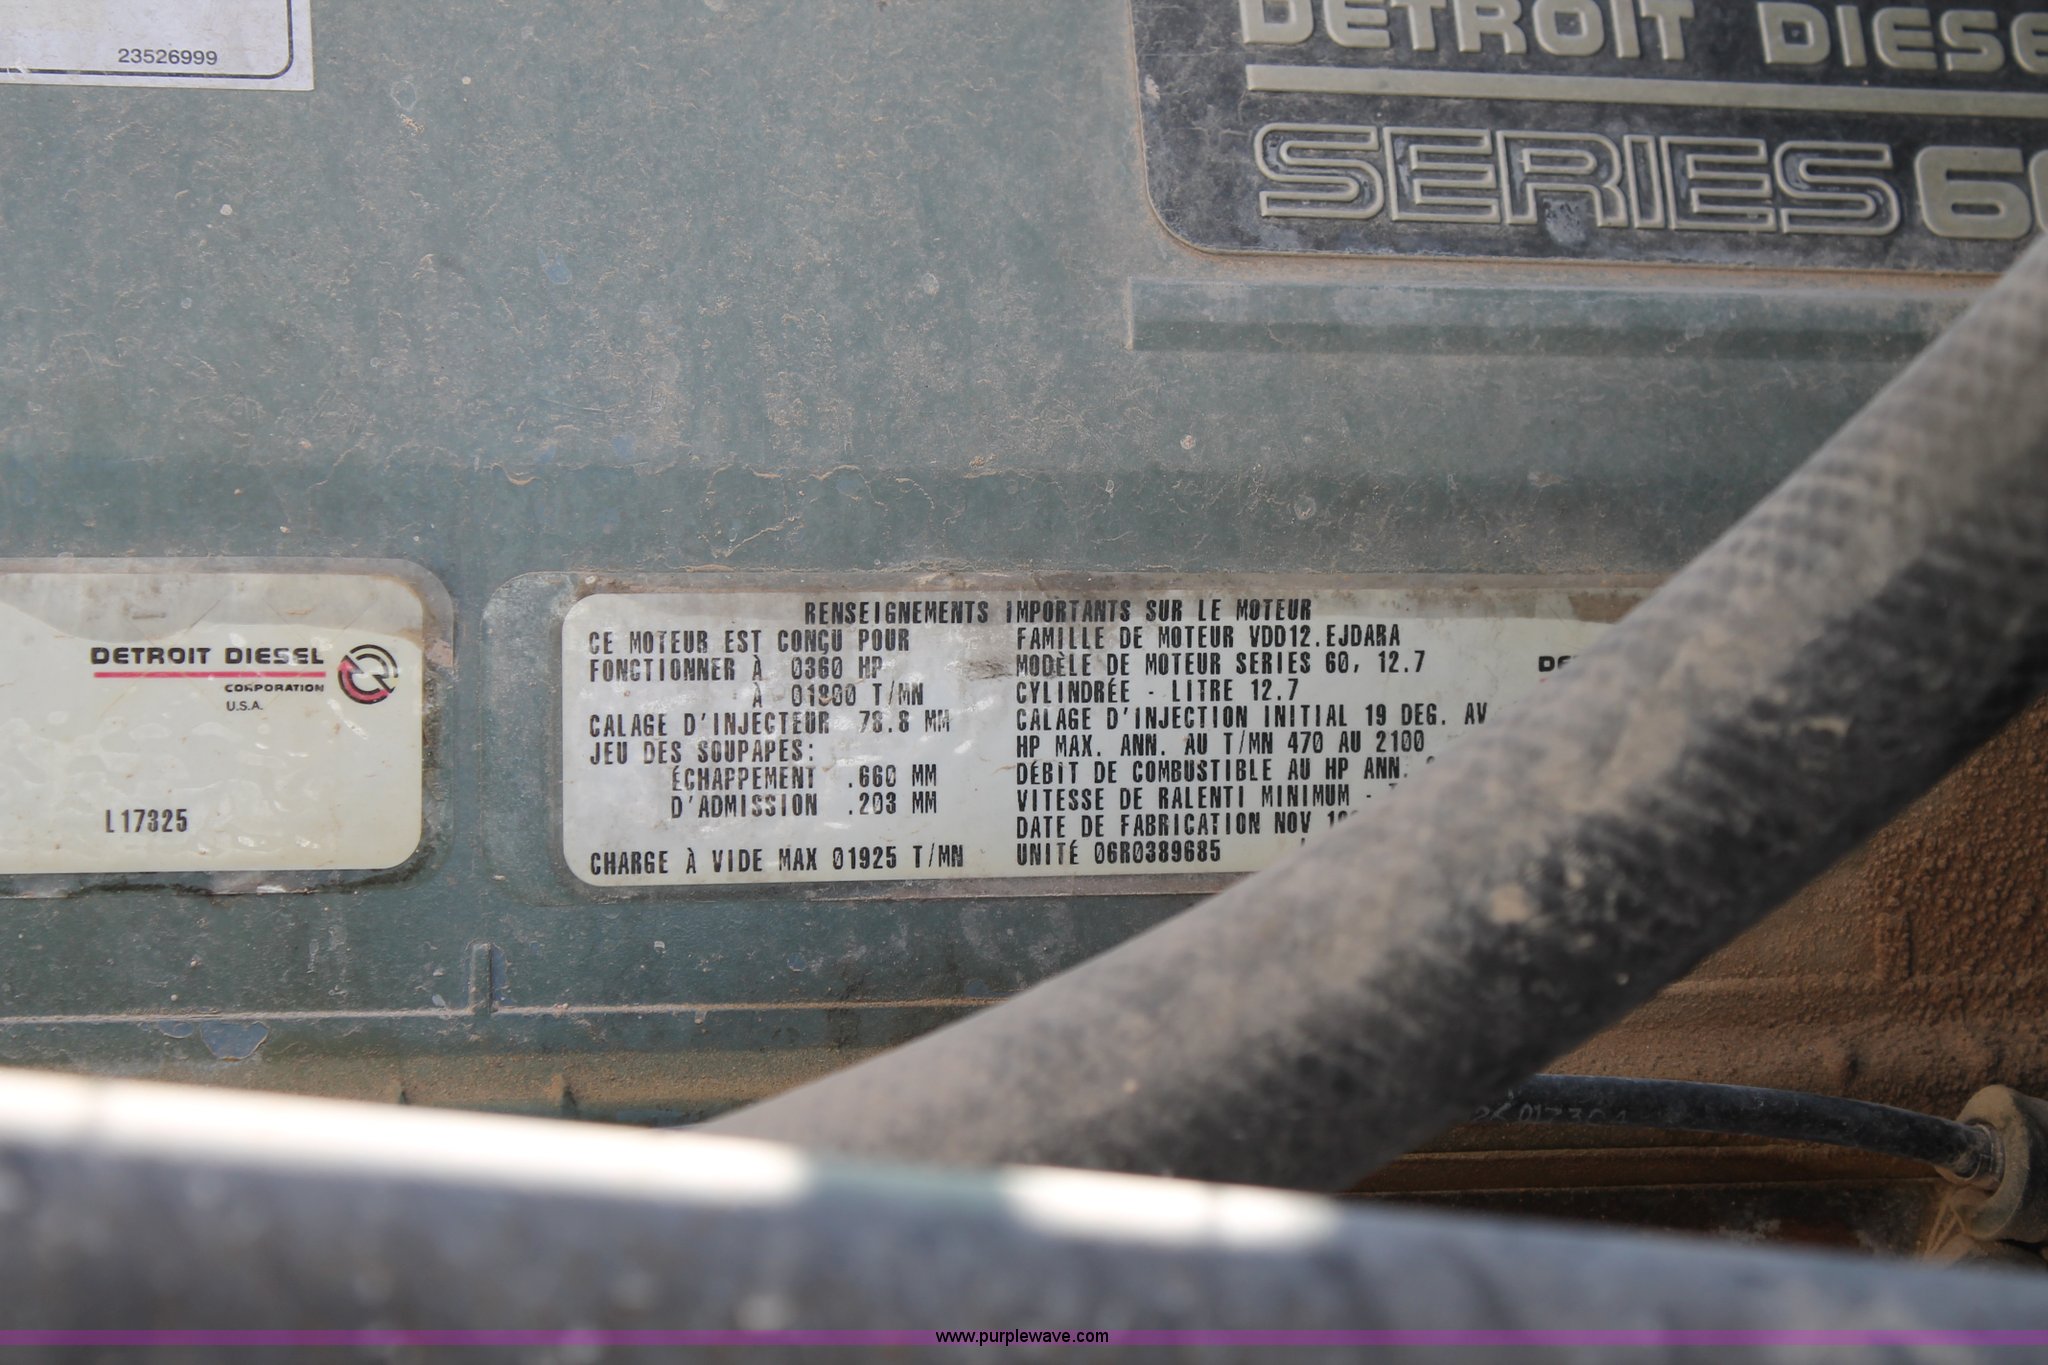 23526999
DETROIT DIESEL
SERIES 60
DETROIT DIESEL
CORPORATION
U.S.A.
L17325
RENSEIGNEMENTS IMPORTANTS SUR LE MOTEUR
CE MOTEUR EST CONÇU POUR
FONCTIONNER À 0360 HP
À 01800 T/MN
CALAGE D'INJECTEUR 78.8 MM
JEU DES SOUPAPES:
ÉCHAPPEMENT .660 MM
D'ADMISSION .203 MM
CHARGE À VIDE MAX 01925 T/MN
FAMILLE DE MOTEUR VDD12.EJDARA
MODÈLE DE MOTEUR SERIES 60, 12.7
CYLINDRÉE - LITRE 12.7
CALAGE D'INJECTION INITIAL 19 DEG. AV
HP MAX. ANN. AU T/MN 470 AU 2100
DÉBIT DE COMBUSTIBLE AU HP ANN.
VITESSE DE RALENTI MINIMUM -
DATE DE FABRICATION NOV
UNITÉ 06R0389685
www.purplewave.com